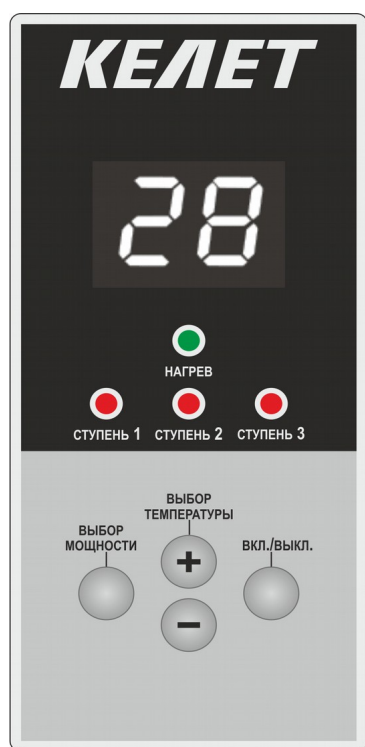 КЕЛЕТ
28
НАГРЕВ
СТУПЕНЬ 1 СТУПЕНЬ 2 СТУПЕНЬ 3
ВЫБОР
ТЕМПЕРАТУРЫ
ВЫБОР
МОЩНОСТИ
ВКЛ./ВЫКЛ.
+
−